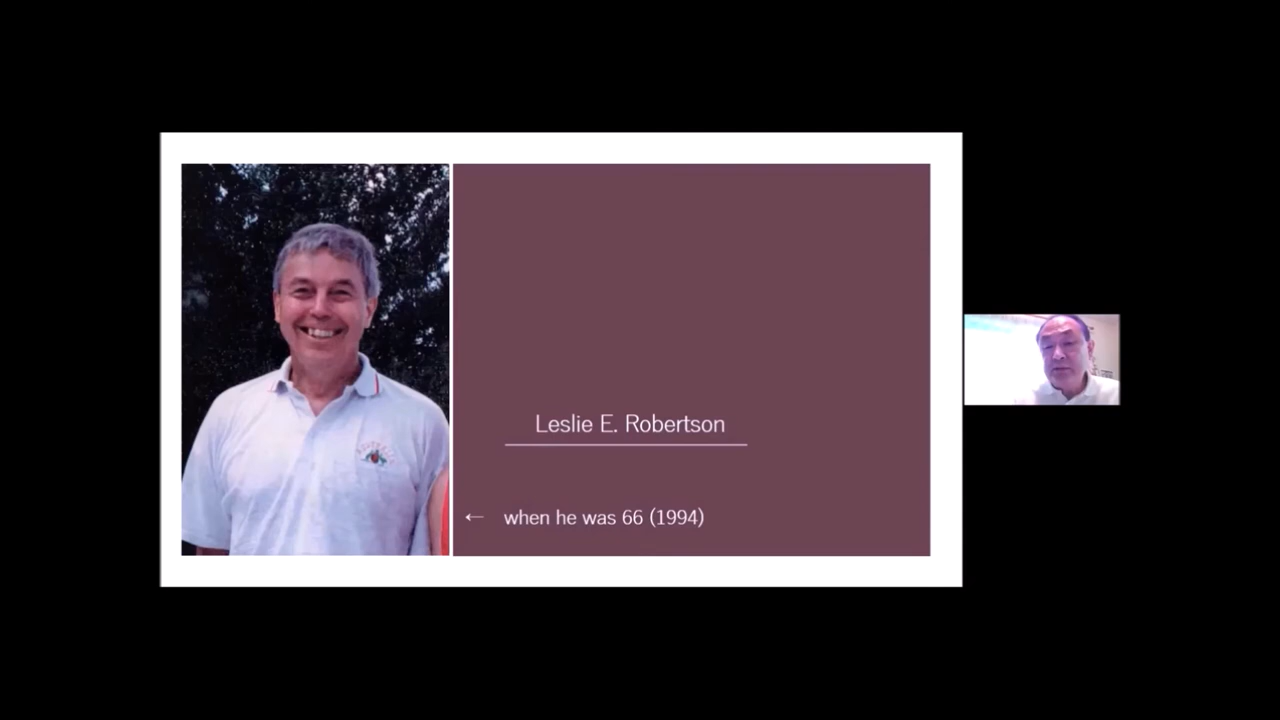 Leslie E. Robertson
← when he was 66 (1994)